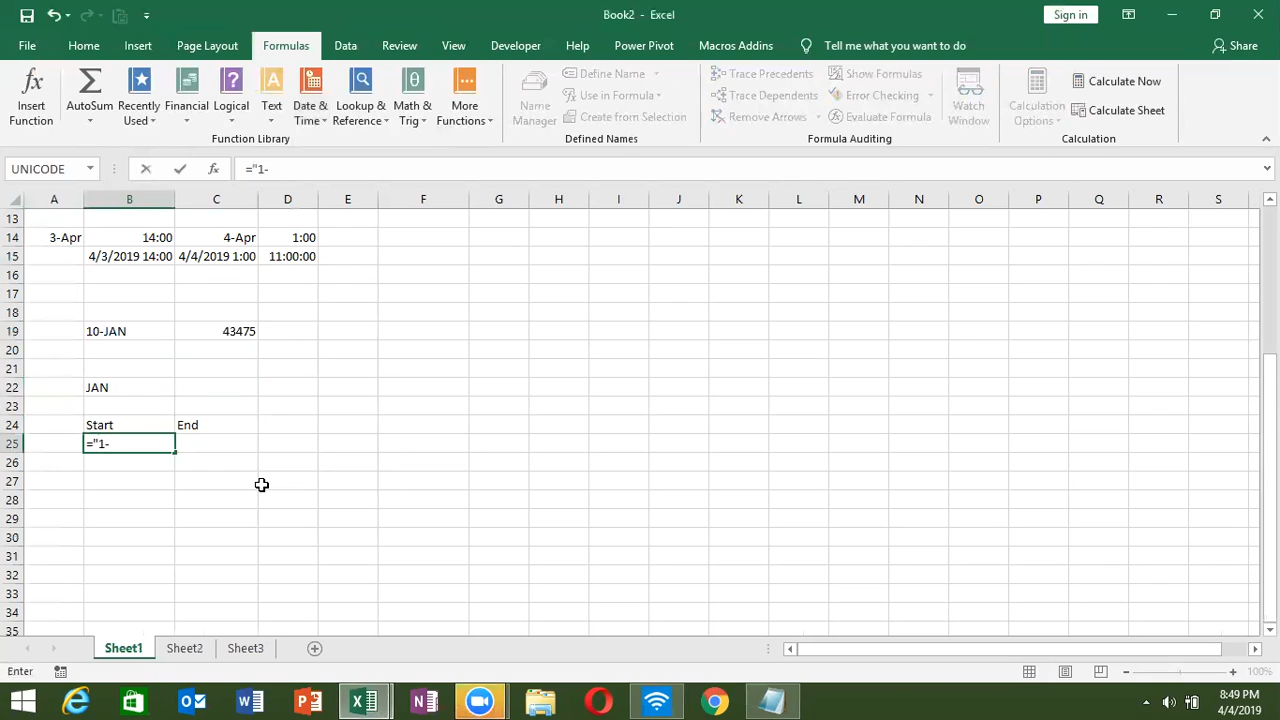 Book2 - Excel
Sign in
File Home Insert Page Layout Formulas Data Review View Developer Help Power Pivot Macros Addins Tell me what you want to do Share
Insert Function
AutoSum
Recently Used
Financial
Logical
Text
Date & Time
Lookup & Reference
Math & Trig
More Functions
Function Library
Name Manager
Define Name
Use in Formula
Create from Selection
Defined Names
Trace Precedents
Trace Dependents
Remove Arrows
Show Formulas
Error Checking
Evaluate Formula
Formula Auditing
Watch Window
Calculation Options
Calculate Now
Calculate Sheet
Calculation
UNICODE ="1-
A B C D E F G H I J K L M N O P Q R S
13
14 3-Apr 14:00 4-Apr 1:00
15 4/3/2019 14:00 4/4/2019 1:00 11:00:00
16
17
18
19 10-JAN 43475
20
21
22 JAN
23
24 Start End
25 ="1-
26
27
28
29
30
31
32
33
34
35
Sheet1 Sheet2 Sheet3
Enter 100%
8:49 PM
4/4/2019